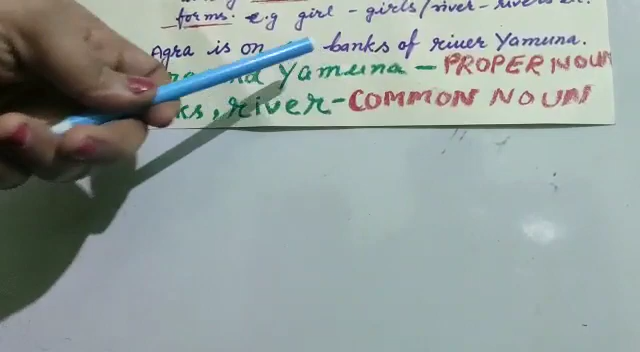 forms. e.g girl - girls/river - rivers
Agra is on banks of river Yamuna.
Yamuna - PROPER NOUN
river - COMMON NOUN